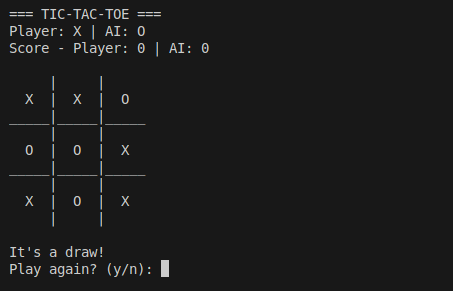 === TIC-TAC-TOE ===
Player: X | AI: O
Score - Player: 0 | AI: 0
X | X | O
O | O | X
X | O | X
It's a draw!
Play again? (y/n):